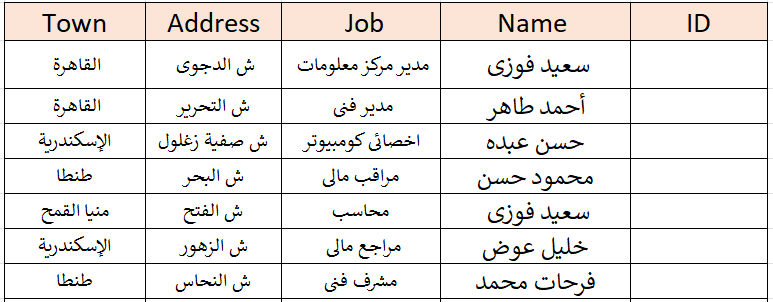 Town Address Job Name ID
القاهرة ش الدجوى مدير مركز معلومات سعيد فوزى
القاهرة ش التحرير مدير فنى أحمد طاهر
الإسكندرية ش صفية زغلول اخصائى كومبيوتر حسن عبده
طنطا ش البحر مراقب مالى محمود حسن
منيا القمح ش الفتح محاسب سعيد فوزى
الإسكندرية ش الزهور مراجع مالى خليل عوض
طنطا ش النحاس مشرف فنى فرحات محمد